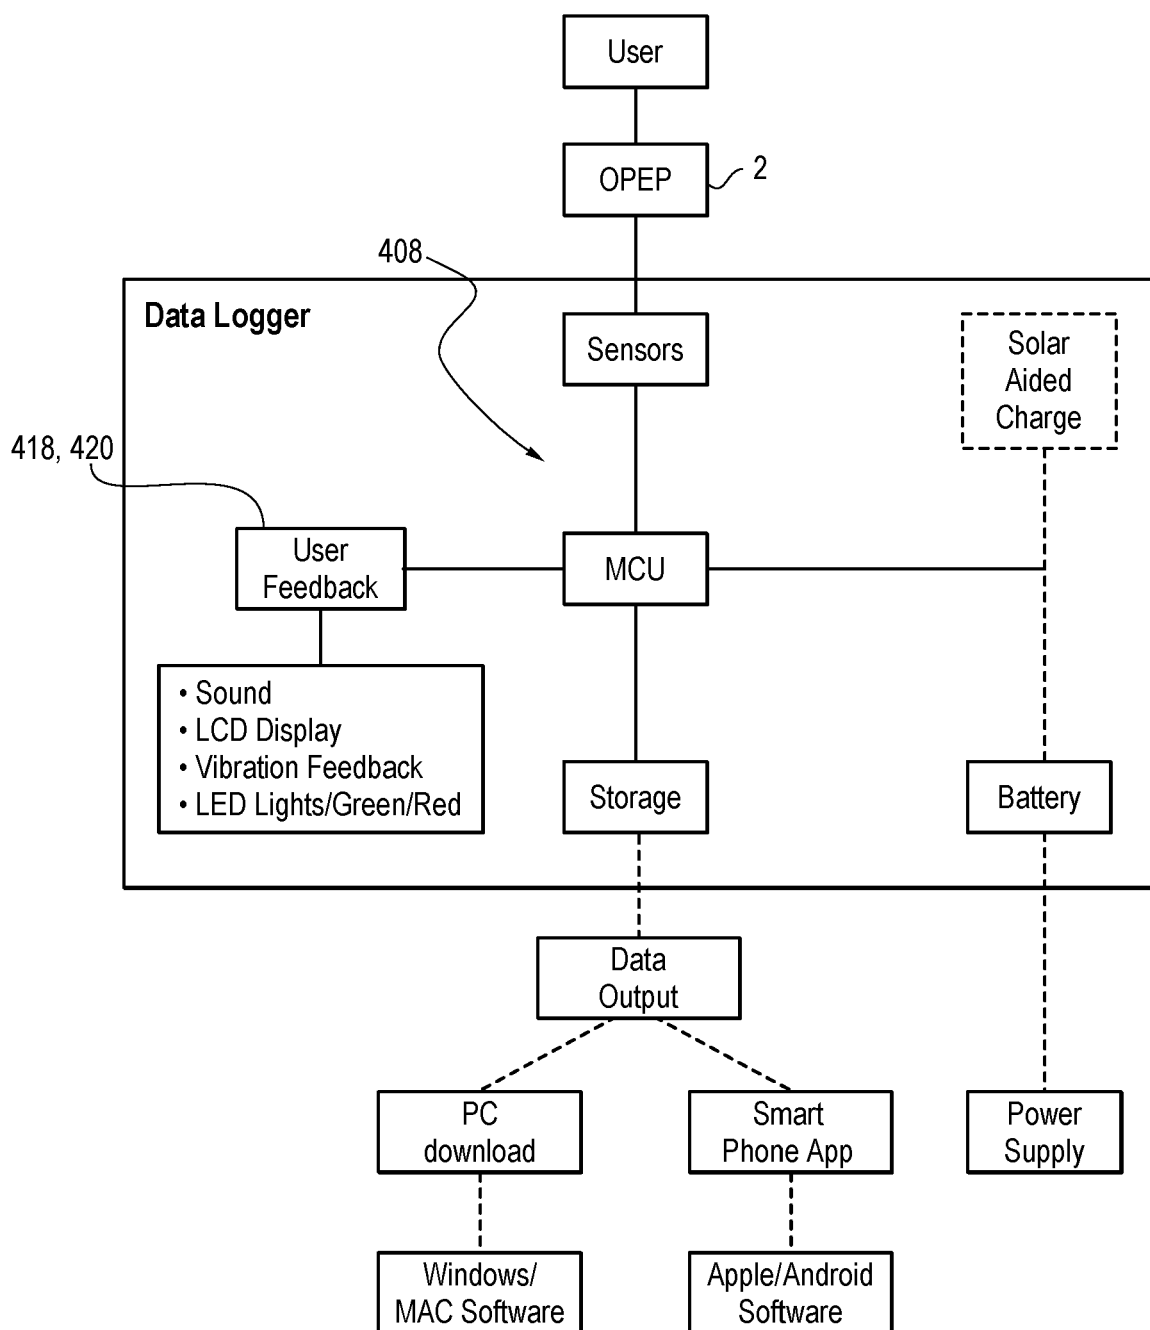 User
OPEP
2
408
Data Logger
Sensors
Solar
Aided
Charge
418, 420
User
Feedback
MCU
• Sound
• LCD Display
• Vibration Feedback
• LED Lights/Green/Red
Storage
Battery
Data
Output
PC
download
Smart
Phone App
Power
Supply
Windows/
MAC Software
Apple/Android
Software